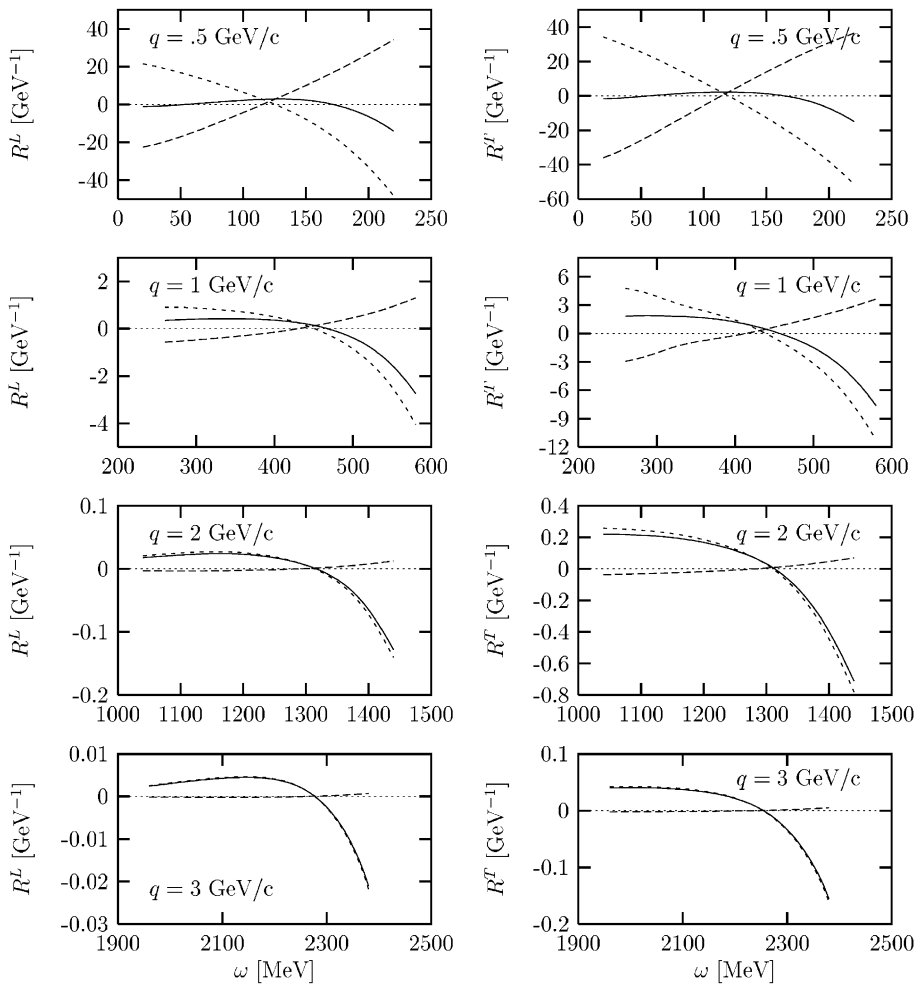 q = .5 GeV/c
R^L [GeV^−1]
40
20
0
-20
-40
0 50 100 150 200 250
q = .5 GeV/c
R^T [GeV^−1]
40
20
0
-20
-40
-60
0 50 100 150 200 250
q = 1 GeV/c
R^L [GeV^−1]
2
0
-2
-4
200 300 400 500 600
q = 1 GeV/c
R^T [GeV^−1]
6
3
0
-3
-6
-9
-12
200 300 400 500 600
q = 2 GeV/c
R^L [GeV^−1]
0.1
0
-0.1
-0.2
1000 1100 1200 1300 1400 1500
q = 2 GeV/c
R^T [GeV^−1]
0.4
0.2
0
-0.2
-0.4
-0.6
-0.8
1000 1100 1200 1300 1400 1500
q = 3 GeV/c
R^L [GeV^−1]
0.01
0
-0.01
-0.02
-0.03
1900 2100 2300 2500
ω [MeV]
q = 3 GeV/c
R^T [GeV^−1]
0.1
0
-0.1
-0.2
1900 2100 2300 2500
ω [MeV]